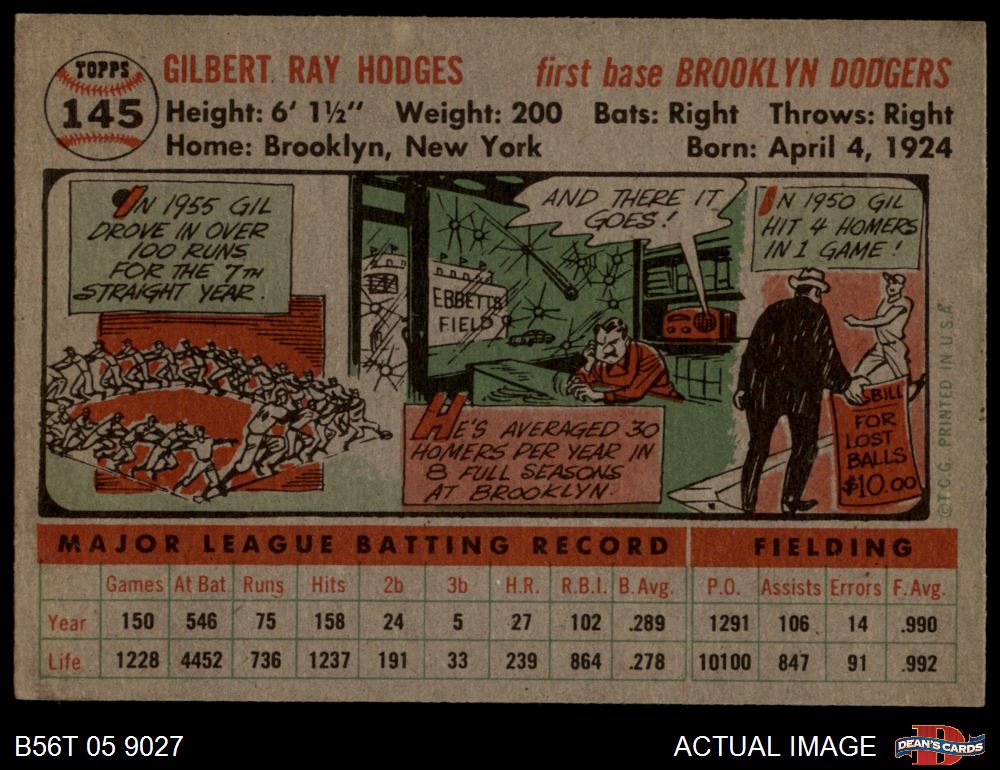 TOPPS
145
GILBERT RAY HODGES first base BROOKLYN DODGERS
Height: 6' 1½" Weight: 200 Bats: Right Throws: Right
Home: Brooklyn, New York Born: April 4, 1924
IN 1955 GIL
DROVE IN OVER
100 RUNS
FOR THE 7TH
STRAIGHT YEAR.
AND THERE IT
GOES!
EBBETTS
FIELD
HE'S AVERAGED 30
HOMERS PER YEAR IN
8 FULL SEASONS
AT BROOKLYN.
IN 1950 GIL
HIT 4 HOMERS
IN 1 GAME!
BILL
FOR
LOST
BALLS
$10.00
©T.C.G. PRINTED IN U.S.A.
MAJOR LEAGUE BATTING RECORD FIELDING
Games At Bat Runs Hits 2b 3b H.R. R.B.I. B.Avg. P.O. Assists Errors F.Avg.
Year 150 546 75 158 24 5 27 102 .289 1291 106 14 .990
Life 1228 4452 736 1237 191 33 239 864 .278 10100 847 91 .992
B56T 05 9027 ACTUAL IMAGE DEAN'S CARDS